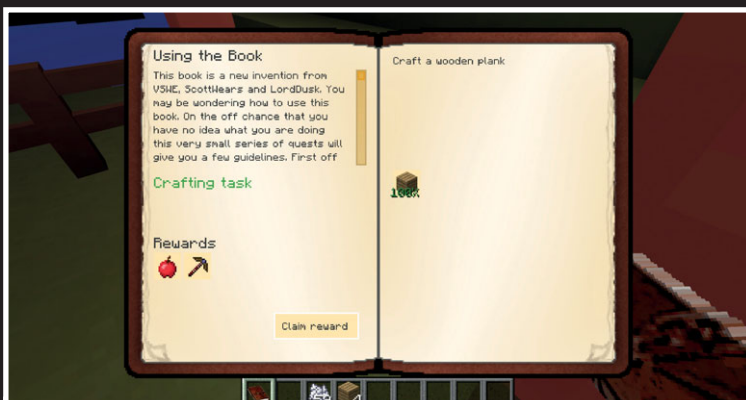 Using the Book
This book is a new invention from
VSWE, ScottWears and LordDusk. You
may be wondering how to use this
book. On the off chance that you
have no idea what you are doing
this very small series of quests will
give you a few guidelines. First off
Crafting task
Rewards
Claim reward
Craft a wooden plank
100%
4